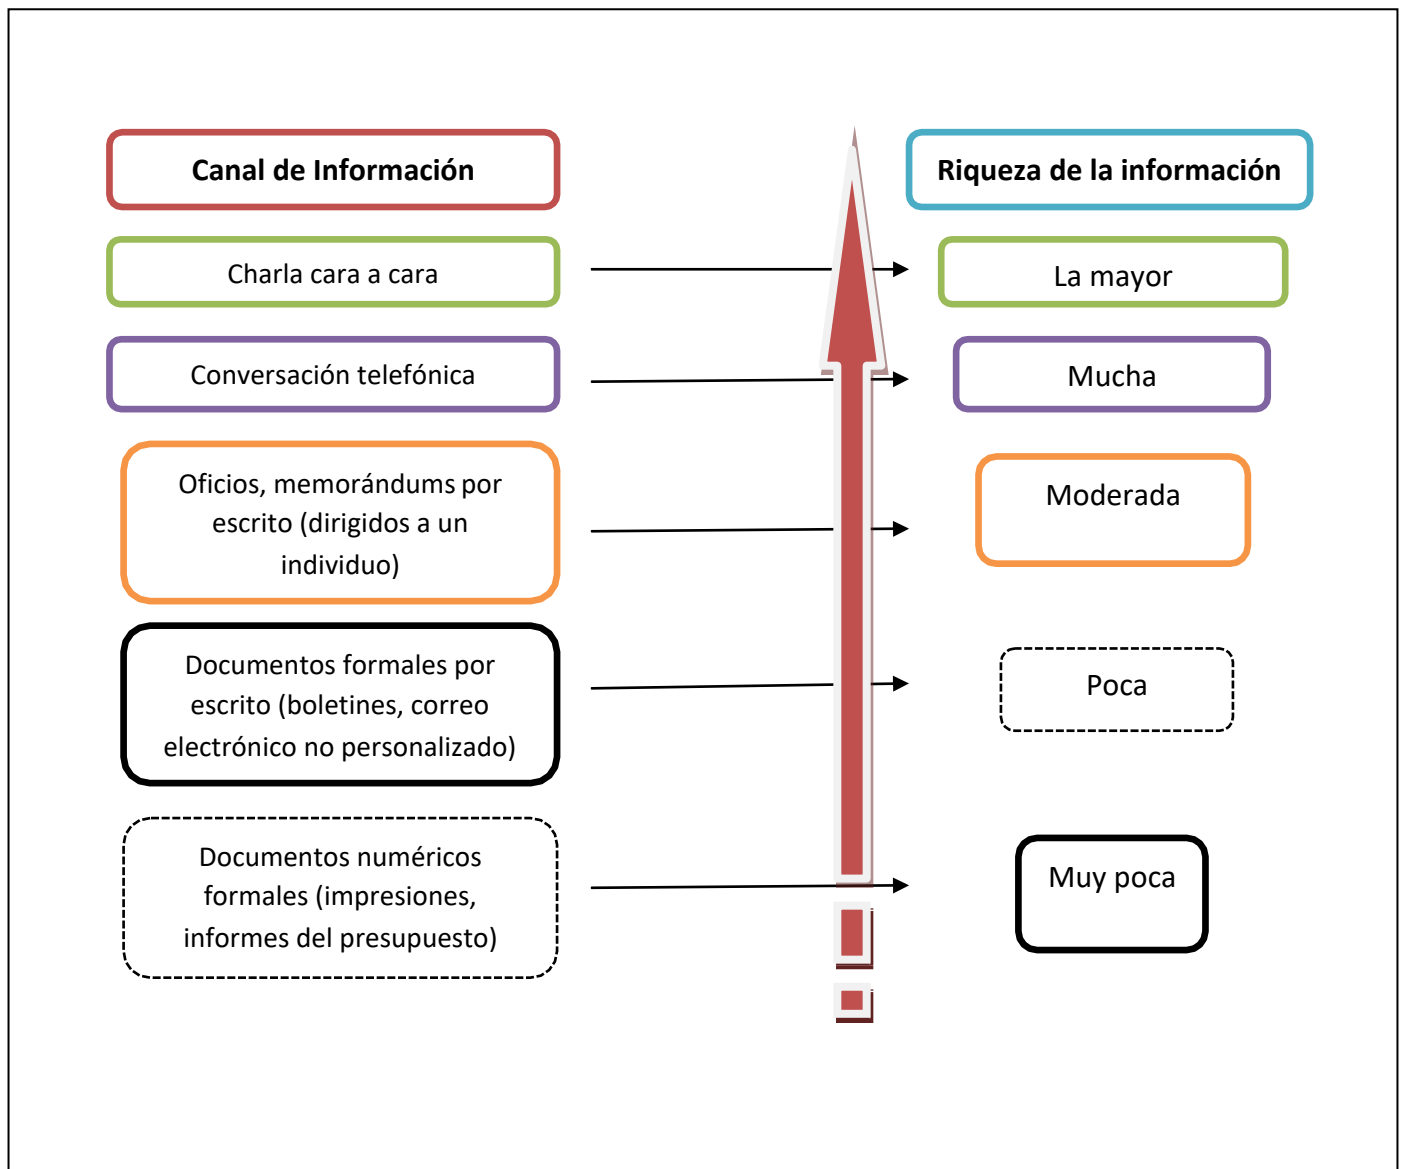 Canal de Información
Riqueza de la información
Charla cara a cara
La mayor
Conversación telefónica
Mucha
Oficios, memorándums por
escrito (dirigidos a un
individuo)
Moderada
Documentos formales por
escrito (boletines, correo
electrónico no personalizado)
Poca
Documentos numéricos
formales (impresiones,
informes del presupuesto)
Muy poca